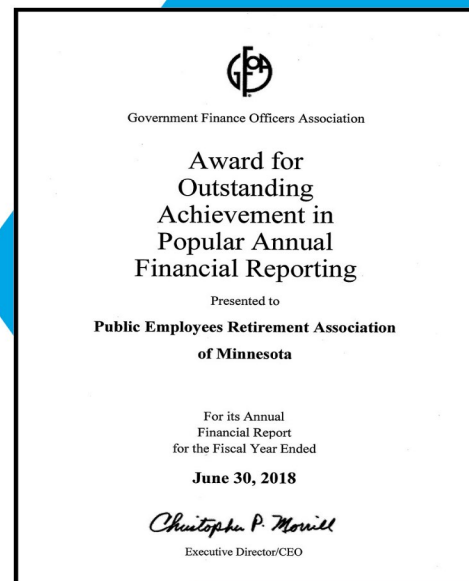 GFOA
Government Finance Officers Association
Award for
Outstanding
Achievement in
Popular Annual
Financial Reporting
Presented to
Public Employees Retirement Association
of Minnesota
For its Annual
Financial Report
for the Fiscal Year Ended
June 30, 2018
Christopher P. Morrill
Executive Director/CEO